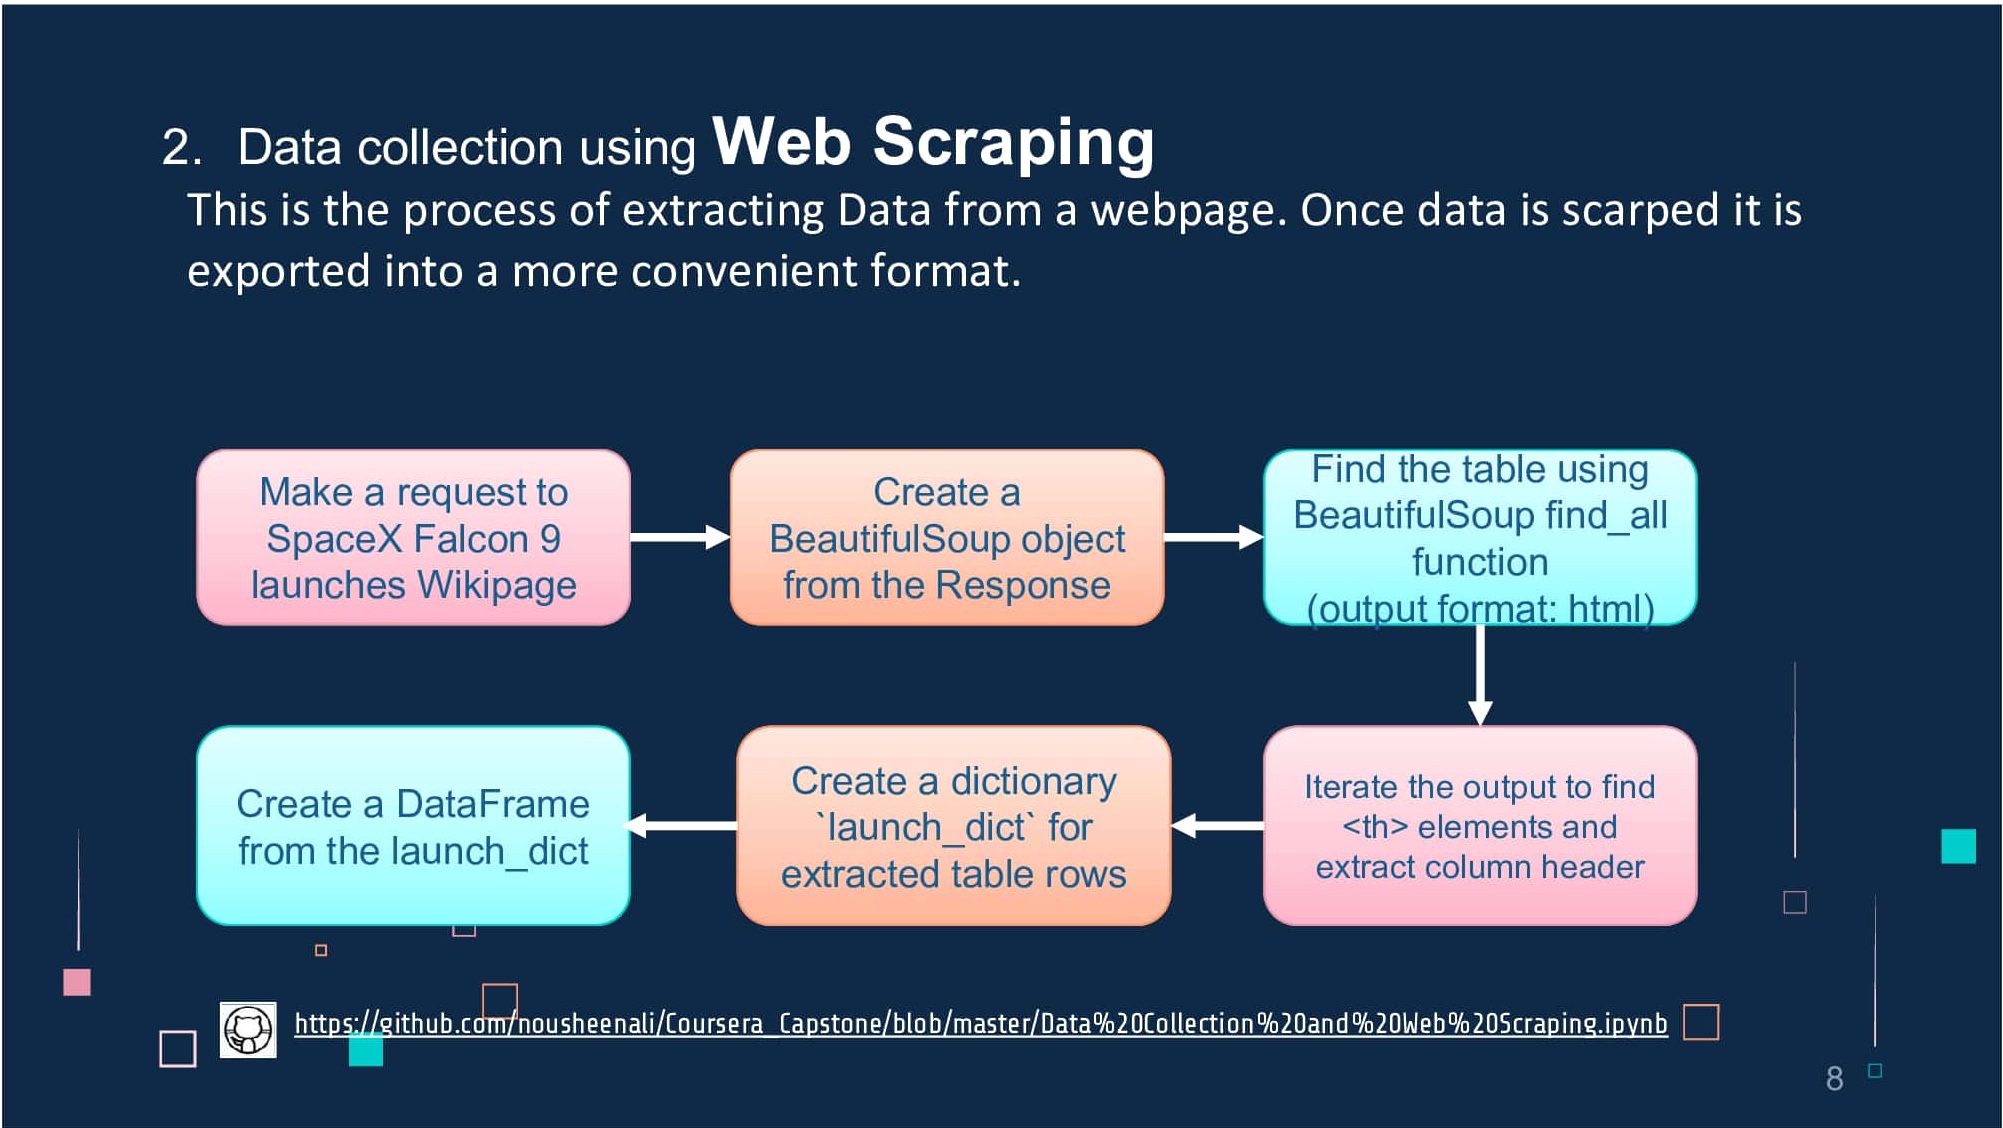 2. Data collection using Web Scraping
This is the process of extracting Data from a webpage. Once data is scarped it is
exported into a more convenient format.
Make a request to
SpaceX Falcon 9
launches Wikipage
Create a
BeautifulSoup object
from the Response
Find the table using
BeautifulSoup find_all
function
(output format: html)
Iterate the output to find
<th> elements and
extract column header
Create a dictionary
`launch_dict` for
extracted table rows
Create a DataFrame
from the launch_dict
https://github.com/nousheenali/Coursera_Capstone/blob/master/Data%20Collection%20and%20Web%20Scraping.ipynb
8